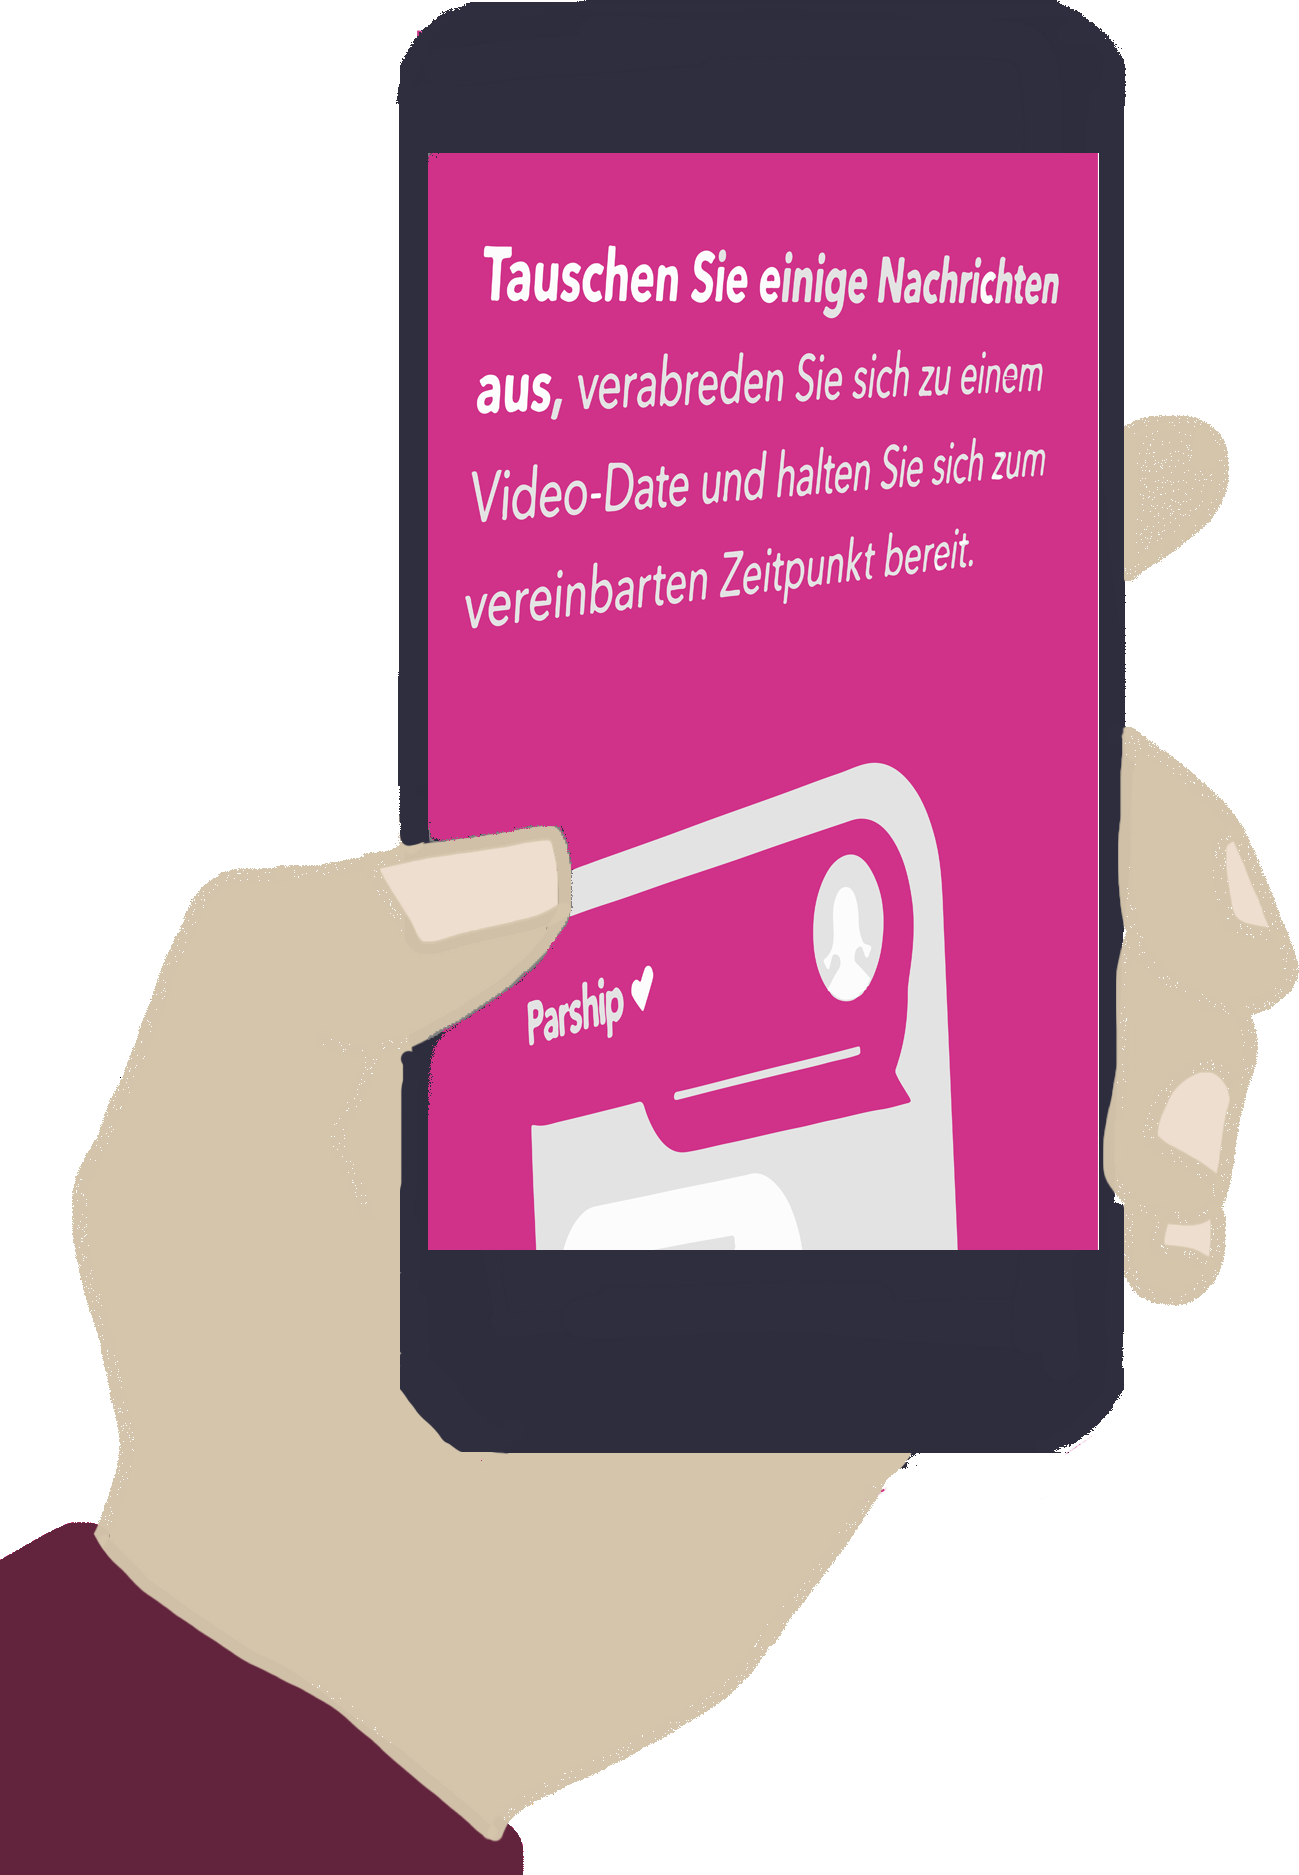 Tauschen Sie einige Nachrichten
aus, verabreden Sie sich zu einem
Video-Date und halten Sie sich zum
vereinbarten Zeitpunkt bereit.
Parship